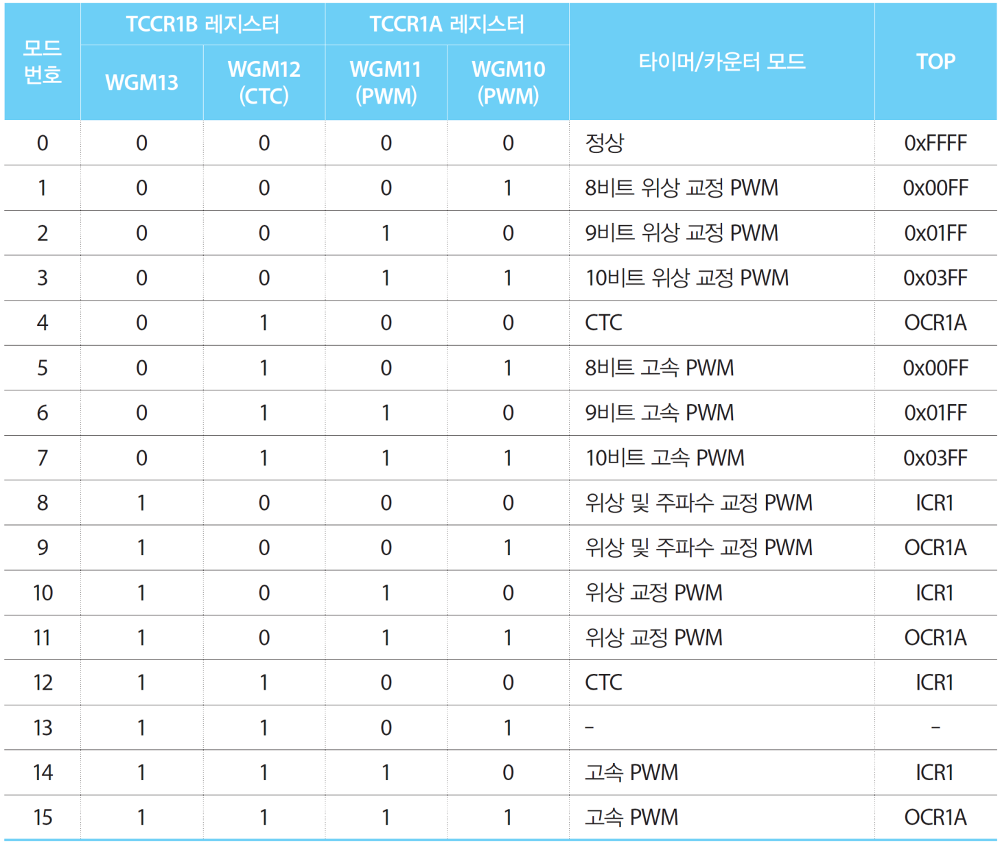 모드 번호 TCCR1B 레지스터 TCCR1A 레지스터 타이머/카운터 모드 TOP
WGM13 WGM12 (CTC) WGM11 (PWM) WGM10 (PWM)
0 0 0 0 0 정상 0xFFFF
1 0 0 0 1 8비트 위상 교정 PWM 0x00FF
2 0 0 1 0 9비트 위상 교정 PWM 0x01FF
3 0 0 1 1 10비트 위상 교정 PWM 0x03FF
4 0 1 0 0 CTC OCR1A
5 0 1 0 1 8비트 고속 PWM 0x00FF
6 0 1 1 0 9비트 고속 PWM 0x01FF
7 0 1 1 1 10비트 고속 PWM 0x03FF
8 1 0 0 0 위상 및 주파수 교정 PWM ICR1
9 1 0 0 1 위상 및 주파수 교정 PWM OCR1A
10 1 0 1 0 위상 교정 PWM ICR1
11 1 0 1 1 위상 교정 PWM OCR1A
12 1 1 0 0 CTC ICR1
13 1 1 0 1 – –
14 1 1 1 0 고속 PWM ICR1
15 1 1 1 1 고속 PWM OCR1A